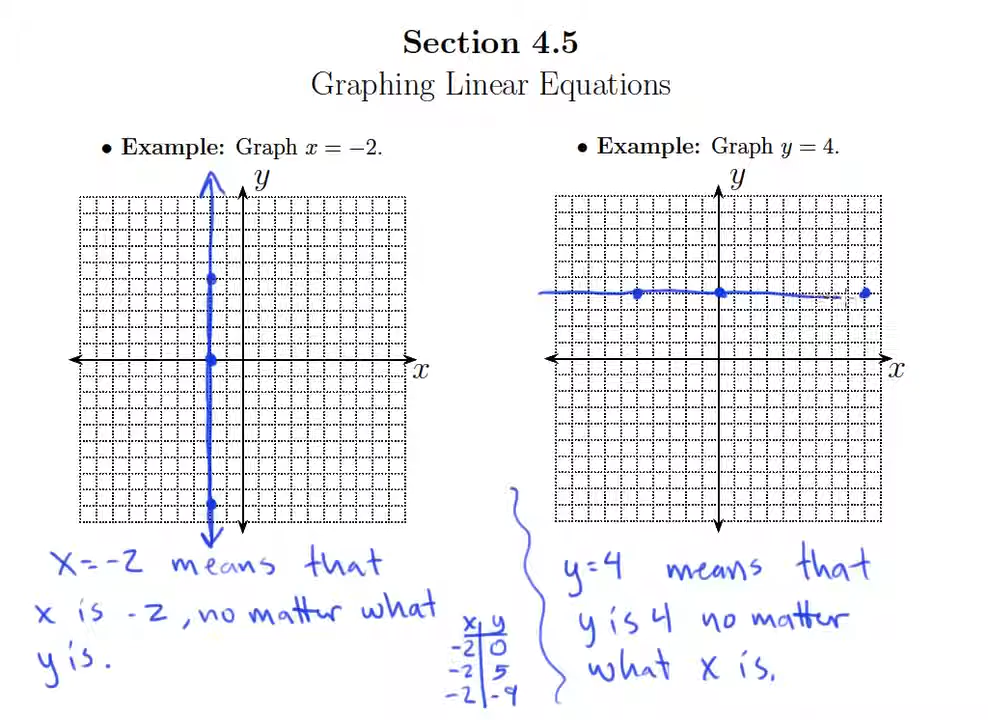 Section 4.5
Graphing Linear Equations
• Example: Graph x = −2.
• Example: Graph y = 4.
y
x
y
x
x=-2 means that
x is -2, no matter what
y is.
x y
-2 0
-2 5
-2 -9
y=4 means that
y is 4 no matter
what x is.